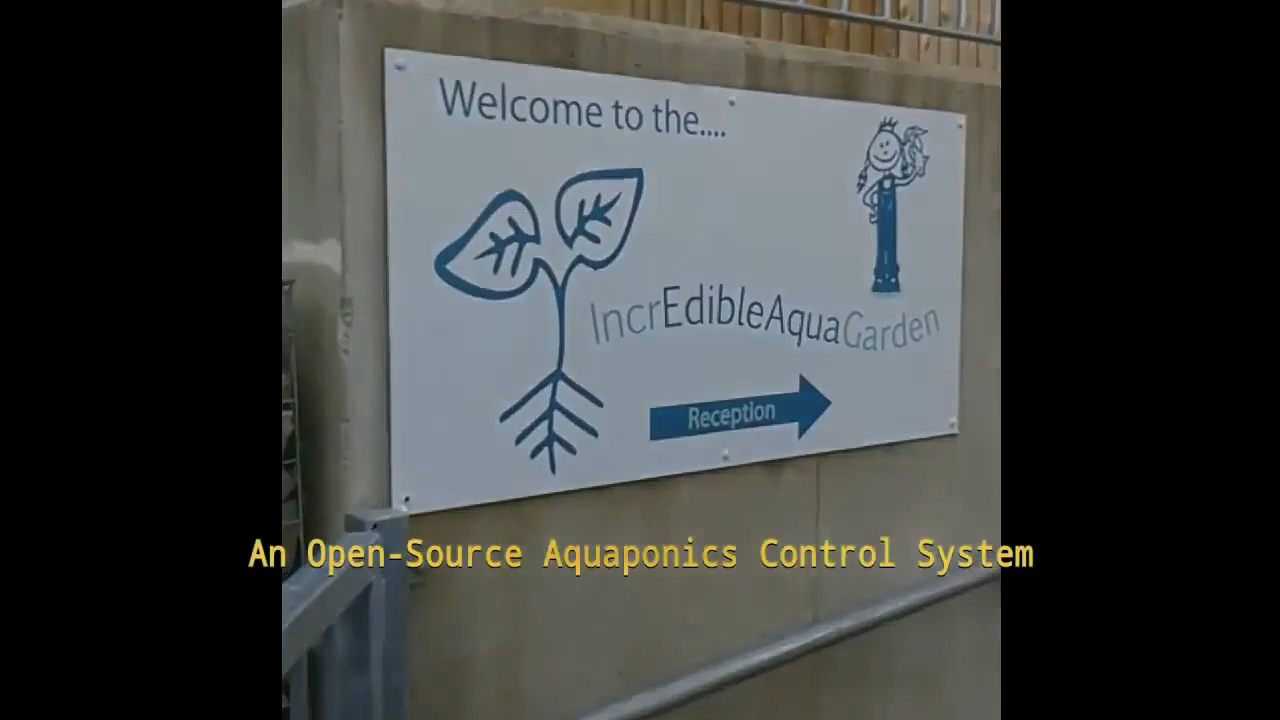 Welcome to the....
IncrEdibleAquaGarden
Reception
An Open-Source Aquaponics Control System